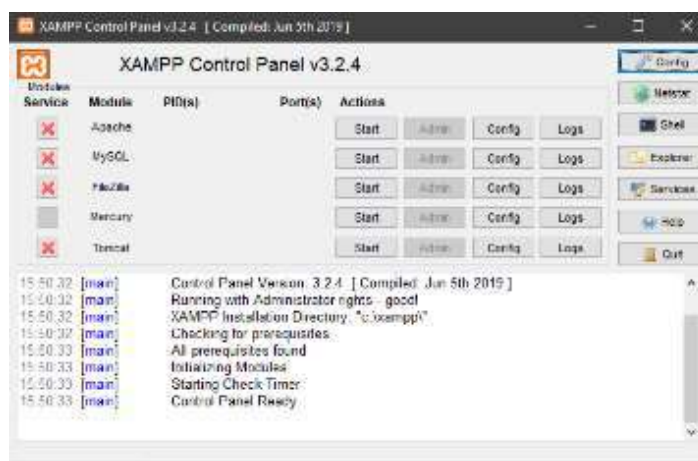 XAMPP Control Panel v3.2.4 [ Compiled: Jun 5th 2019 ]
XAMPP Control Panel v3.2.4
Config
Modules
Service Module PID(s) Port(s) Actions
Netstat
Apache Start Admin Config Logs
Shell
MySQL Start Admin Config Logs
Explorer
FileZilla Start Admin Config Logs
Services
Mercury Start Admin Config Logs
Help
Tomcat Start Admin Config Logs
Quit
15:50:32 [main] Control Panel Version: 3.2.4 [ Compiled: Jun 5th 2019 ]
15:50:32 [main] Running with Administrator rights - good!
15:50:32 [main] XAMPP Installation Directory: "c:\xampp\"
15:50:32 [main] Checking for prerequisites
15:50:33 [main] All prerequisites found
15:50:33 [main] Initializing Modules
15:50:33 [main] Starting Check-Timer
15:50:33 [main] Control Panel Ready